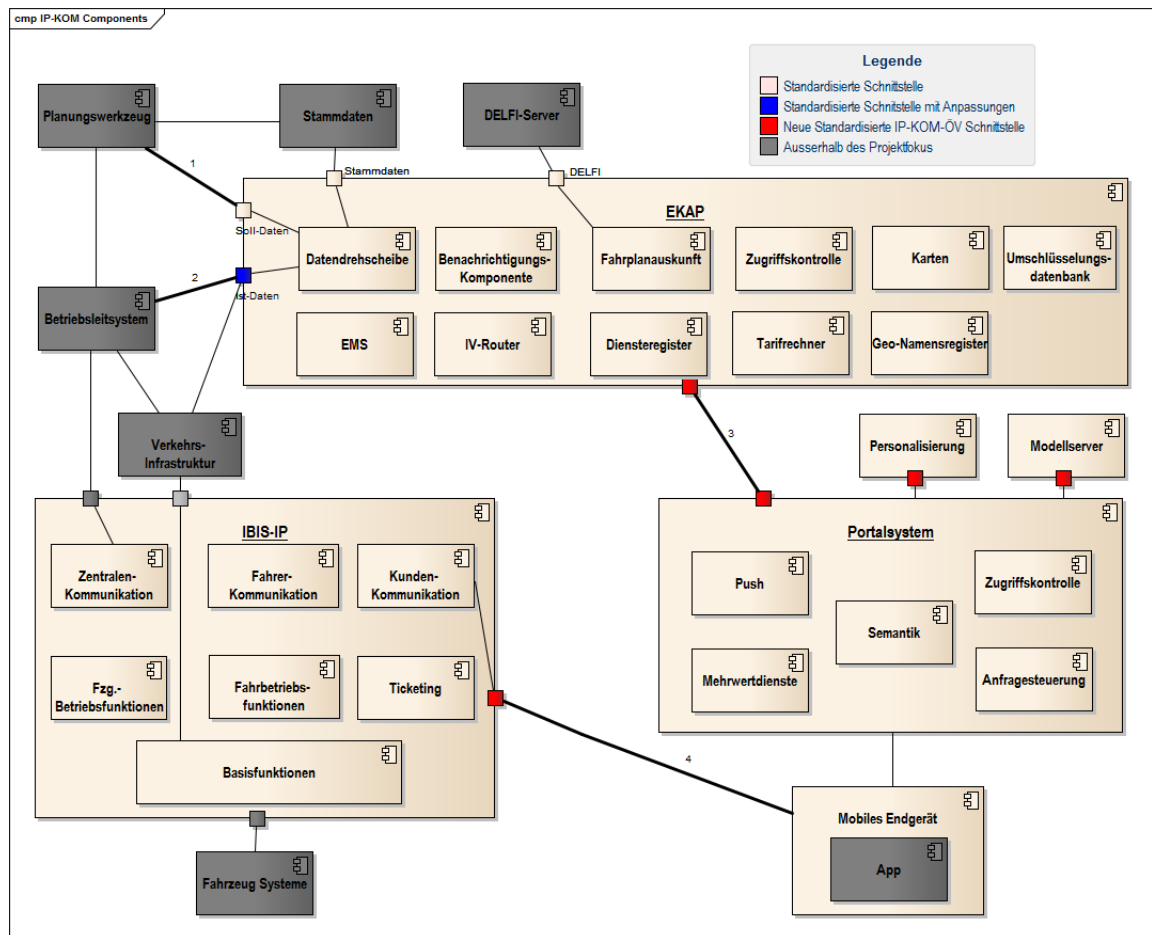 cmp IP-KOM Components
Legende
Standardisierte Schnittstelle
Standardisierte Schnitstelle mit Anpassungen
Neue Standardisierte IP-KOM-ÖV Schnittstelle
Ausserhalb des Projektfokus
Planungswerkzeug
Stammdaten
DELFI-Server
1
Stammdaten
DELFI
EKAP
Soll-Daten
Datendrehscheibe
Benachrichtigungs-
Komponente
Fahrplanauskunft
Zugriffskontrolle
Karten
Umschlüsselungs-
datenbank
2
Ist-Daten
Betriebsleitsystem
EMS
IV-Router
Diensteregister
Tarifrechner
Geo-Namensregister
3
Verkehrs-
Infrastruktur
Personalisierung
Modellserver
IBIS-IP
Zentralen-
Kommunikation
Fahrer-
Kommunikation
Kunden-
Kommunikation
Fzg.-
Betriebsfunktionen
Fahrbetriebs-
funktionen
Ticketing
Basisfunktionen
Portalsystem
Push
Zugriffskontrolle
Semantik
Mehrwertdienste
Anfragesteuerung
4
Mobiles Endgerät
App
Fahrzeug Systeme